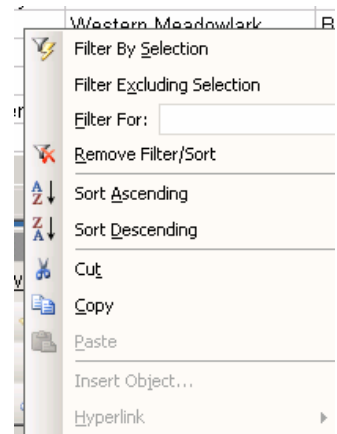 Western Meadowlark B
Filter By Selection
Filter Excluding Selection
Filter For:
Remove Filter/Sort
Sort Ascending
Sort Descending
Cut
Copy
Paste
Insert Object...
Hyperlink